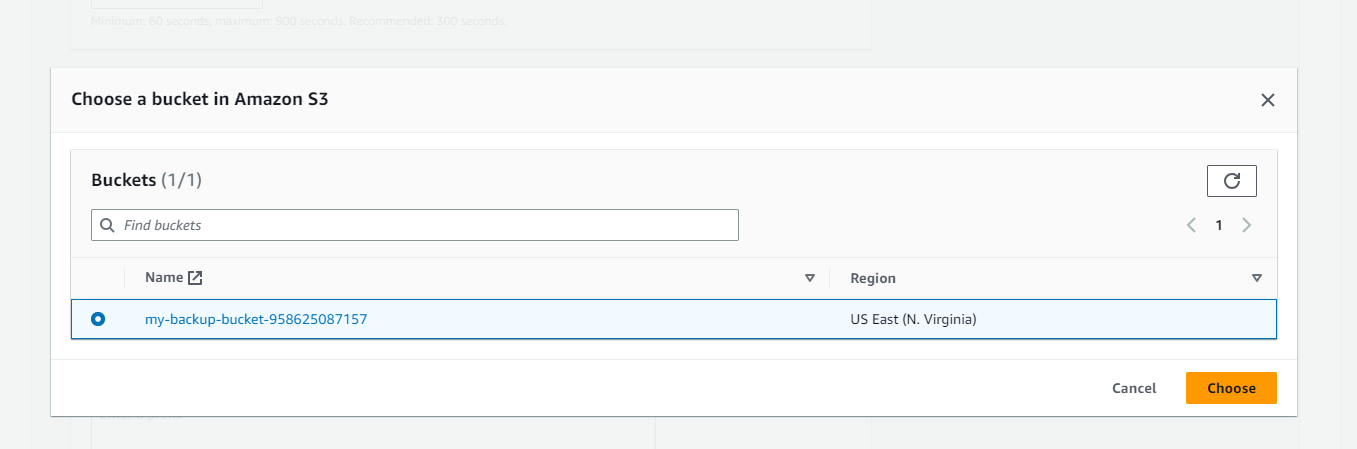 Minimum: 60 seconds, maximum: 900 seconds. Recommended: 300 seconds.
Choose a bucket in Amazon S3
Buckets (1/1)
Find buckets
1
Name
Region
my-backup-bucket-958625087157
US East (N. Virginia)
Cancel
Choose